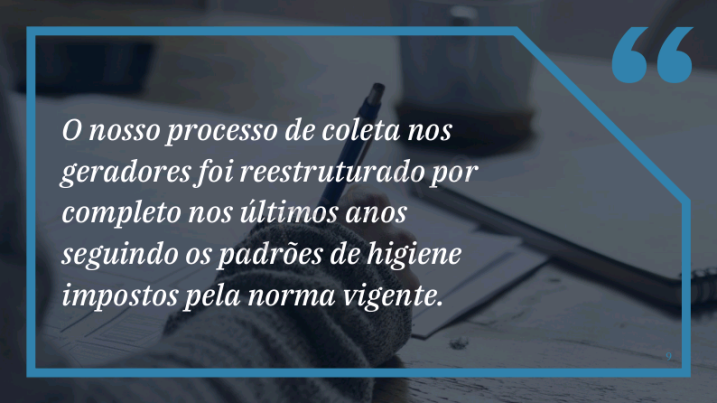 O nosso processo de coleta nos
geradores foi reestruturado por
completo nos últimos anos
seguindo os padrões de higiene
impostos pela norma vigente.
9